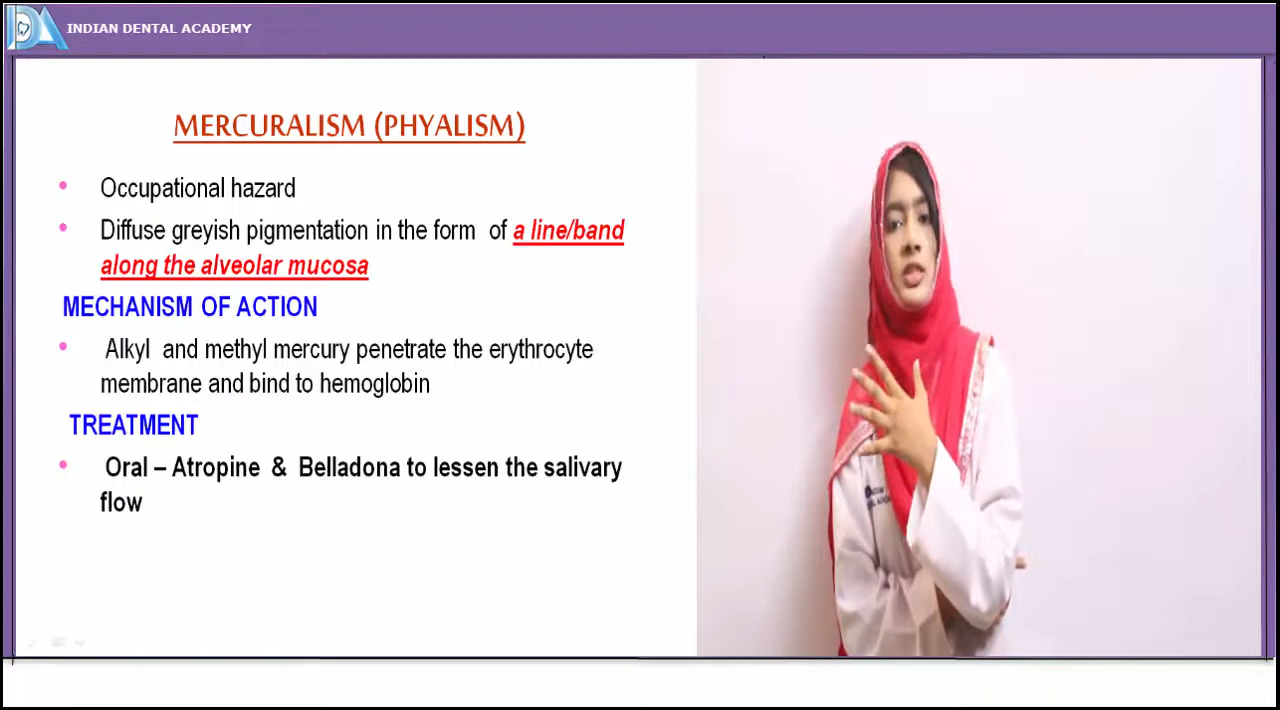 INDIAN DENTAL ACADEMY
MERCURALISM (PHYALISM)
• Occupational hazard
• Diffuse greyish pigmentation in the form of a line/band
along the alveolar mucosa
MECHANISM OF ACTION
• Alkyl and methyl mercury penetrate the erythrocyte
membrane and bind to hemoglobin
TREATMENT
• Oral – Atropine & Belladona to lessen the salivary
flow